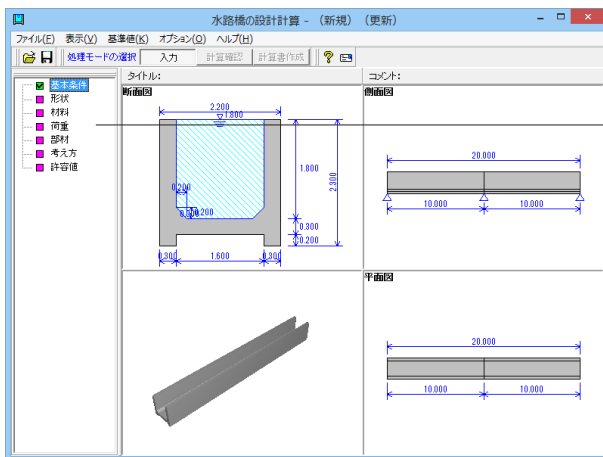 水路橋の設計計算 - （新規）（更新）
ファイル(F) 表示(V) 基準値(K) オプション(O) ヘルプ(H)
処理モードの選択 入力 計算確認 計算書作成
基本条件
形状
材料
荷重
部材
考え方
許容値
タイトル:
コメント:
断面図
2.200
1.800
1.800
2.300
0.200
0.200
0.300
0.200
0.300 1.600 0.300
側面図
20.000
10.000 10.000
平面図
20.000
10.000 10.000